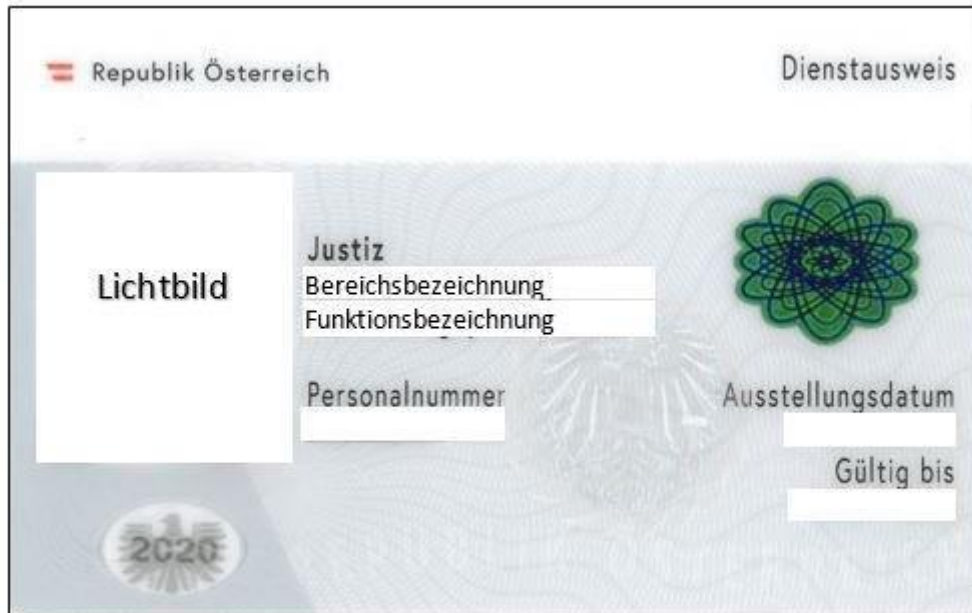 Republik Österreich
Dienstausweis
Lichtbild
Justiz
Bereichsbezeichnung
Funktionsbezeichnung
Personalnummer
Ausstellungsdatum
Gültig bis
2020